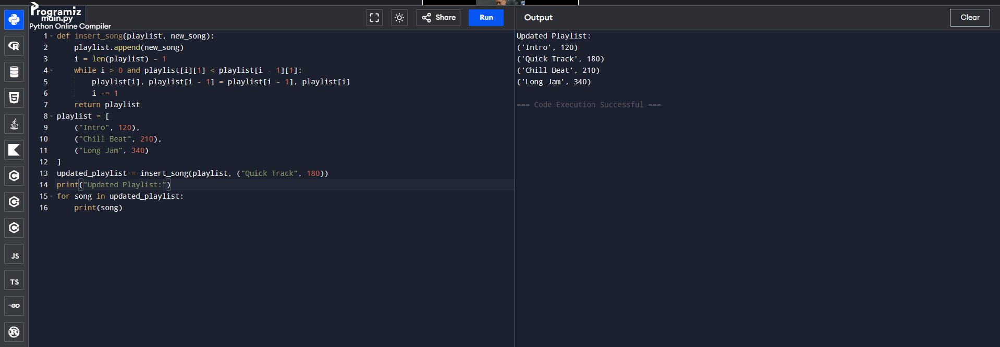 Programiz
main.py
Python Online Compiler
Share
Run
Output
Clear
1 def insert_song(playlist, new_song):
2     playlist.append(new_song)
3     i = len(playlist) - 1
4     while i > 0 and playlist[i][1] < playlist[i - 1][1]:
5         playlist[i], playlist[i - 1] = playlist[i - 1], playlist[i]
6         i -= 1
7     return playlist
8 playlist = [
9     ("Intro", 120),
10     ("Chill Beat", 210),
11     ("Long Jam", 340)
12 ]
13 updated_playlist = insert_song(playlist, ("Quick Track", 180))
14 print("Updated Playlist:")
15 for song in updated_playlist:
16     print(song)
Updated Playlist:
('Intro', 120)
('Quick Track', 180)
('Chill Beat', 210)
('Long Jam', 340)
=== Code Execution Successful ===
R
5
C
C
C
JS
TS
GO
R